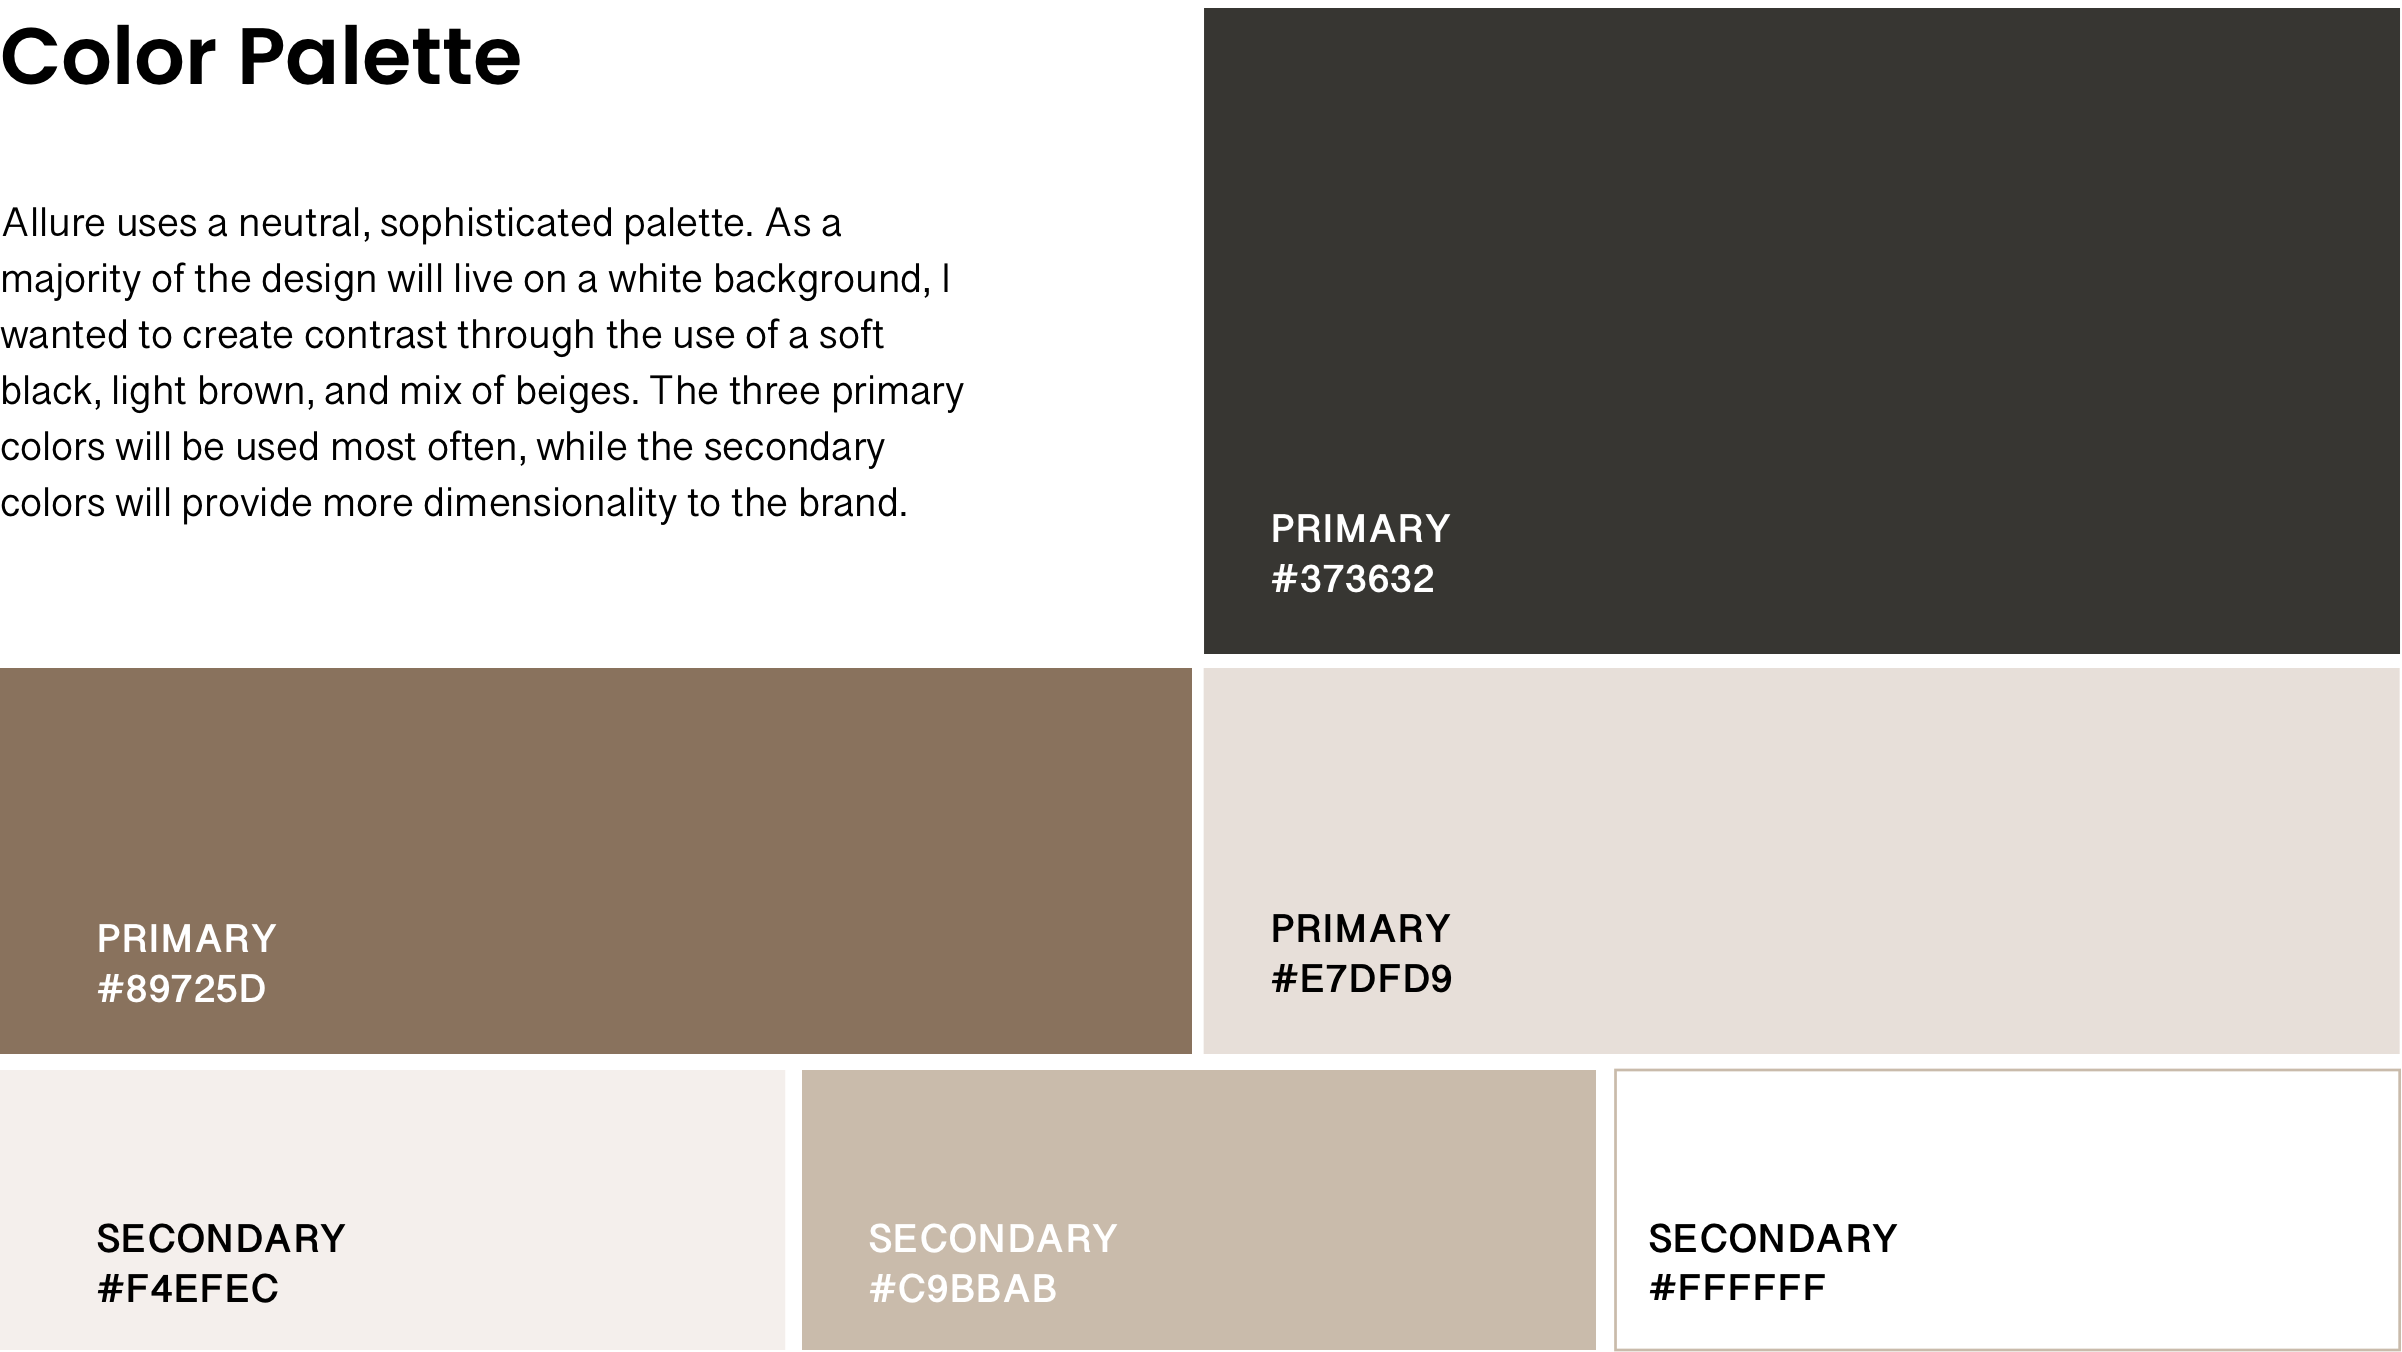 Color Palette
Allure uses a neutral, sophisticated palette. As a
majority of the design will live on a white background, I
wanted to create contrast through the use of a soft
black, light brown, and mix of beiges. The three primary
colors will be used most often, while the secondary
colors will provide more dimensionality to the brand.
PRIMARY
#373632
PRIMARY
#89725D
PRIMARY
#E7DFD9
SECONDARY
#F4EFEC
SECONDARY
#C9BBAB
SECONDARY
#FFFFFF